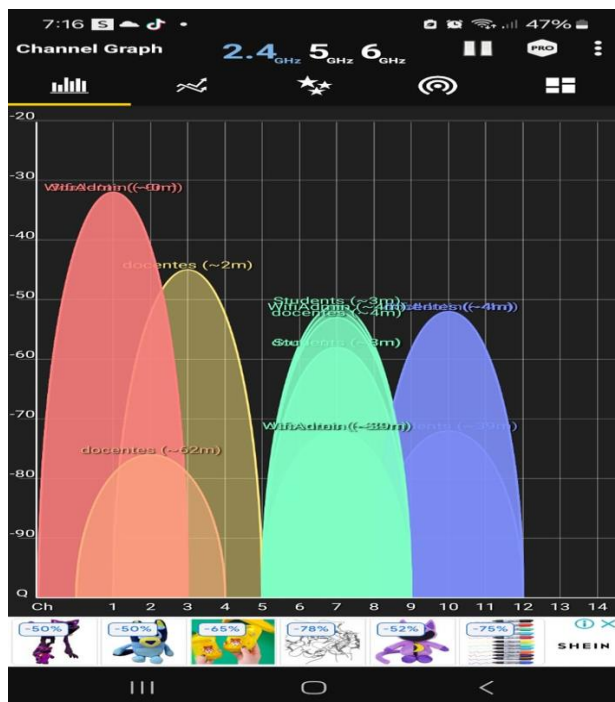 7:16 S 47%
Channel Graph 2.4GHz 5GHz 6GHz PRO
-20
-30
-40
docentes (~2m)
-50
Students (~3m)
docentes (~4m)
-60
-70
docentes (~62m)
-80
-90
Ch 1 2 3 4 5 6 7 8 9 10 11 12 13 14
-50% -50% -65% -78% -52% -75% SHEIN